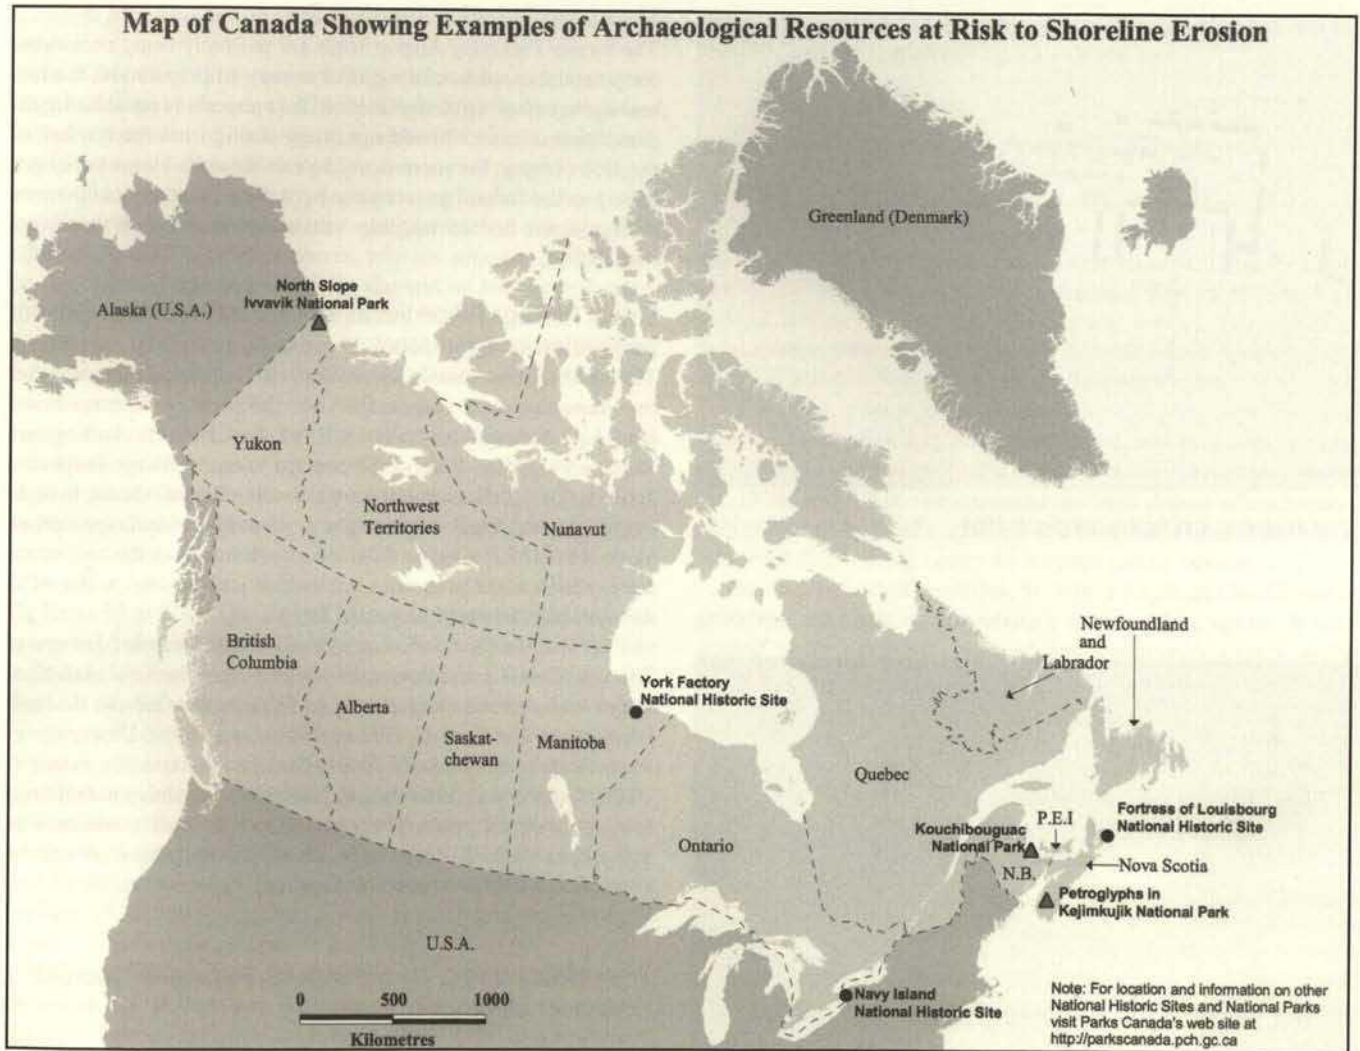 Map of Canada Showing Examples of Archaeological Resources at Risk to Shoreline Erosion
Greenland (Denmark)
North Slope
Ivvavik National Park
Alaska (U.S.A.)
Yukon
Northwest
Territories
Nunavut
Newfoundland
and
Labrador
British
Columbia
York Factory
National Historic Site
Alberta
Saskat-
chewan
Manitoba
Quebec
Fortress of Louisbourg
National Historic Site
P.E.I
Kouchibouguac
National Park
Ontario
N.B.
Nova Scotia
Petroglyphs in
Kejimkujik National Park
U.S.A.
0 500 1000
Kilometres
Navy Island
National Historic Site
Note: For location and information on other
National Historic Sites and National Parks
visit Parks Canada's web site at
http://parkscanada.pch.gc.ca